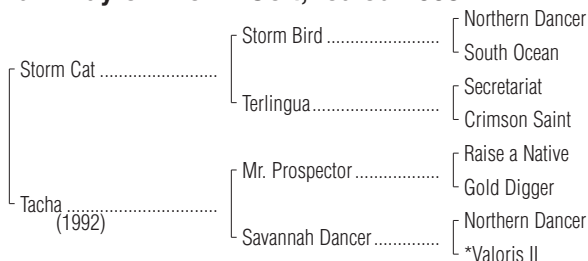 Northern Dancer
Storm Bird ........................
South Ocean
Storm Cat .........................
Secretariat
Terlingua...........................
Crimson Saint
Raise a Native
Mr. Prospector ..................
Gold Digger
Tacha ................................
(1992)
Northern Dancer
Savannah Dancer..............
*Valoris II